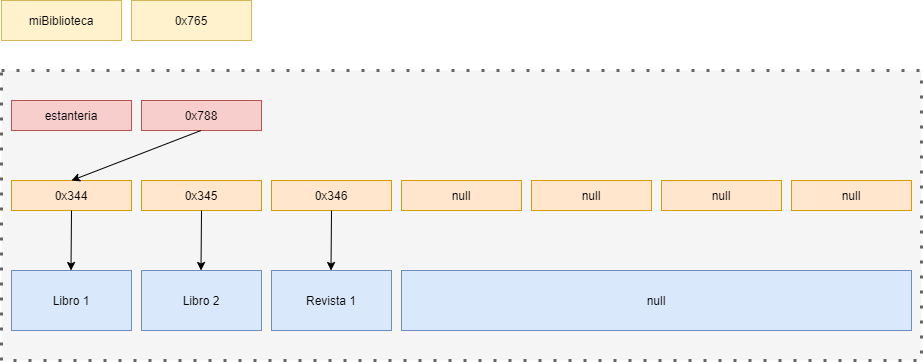 miBiblioteca 0x765
estanteria 0x788
0x344 0x345 0x346 null null null null
Libro 1 Libro 2 Revista 1 null